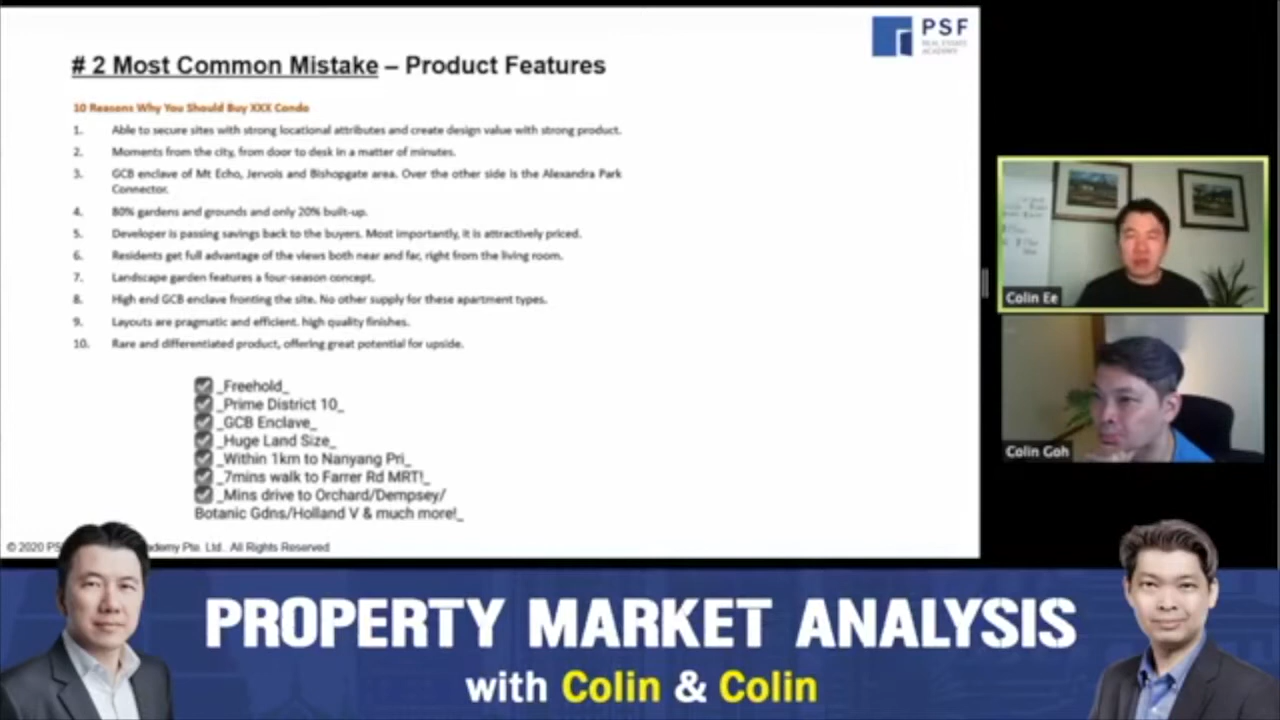 PSF
REAL ESTATE
ACADEMY
# 2 Most Common Mistake – Product Features
10 Reasons Why You Should Buy XXX Condo
1. Able to secure sites with strong locational attributes and create design value with strong product.
2. Moments from the city, from door to desk in a matter of minutes.
3. GCB enclave of Mt Echo, Jervois and Bishopgate area. Over the other side is the Alexandra Park
Connector.
4. 80% gardens and grounds and only 20% built-up.
5. Developer is passing savings back to the buyers. Most importantly, it is attractively priced.
6. Residents get full advantage of the views both near and far, right from the living room.
7. Landscape garden features a four-season concept.
8. High end GCB enclave fronting the site. No other supply for these apartment types.
9. Layouts are pragmatic and efficient. high quality finishes.
10. Rare and differentiated product, offering great potential for upside.
_Freehold_
_Prime District 10_
_GCB Enclave_
_Huge Land Size_
_Within 1km to Nanyang Pri_
_7mins walk to Farrer Rd MRT!_
_Mins drive to Orchard/Dempsey/
Botanic Gdns/Holland V & much more!_
© 2020 PS ademy Pte. Ltd. All Rights Reserved
Colin Ee
Colin Goh
PROPERTY MARKET ANALYSIS
with Colin & Colin